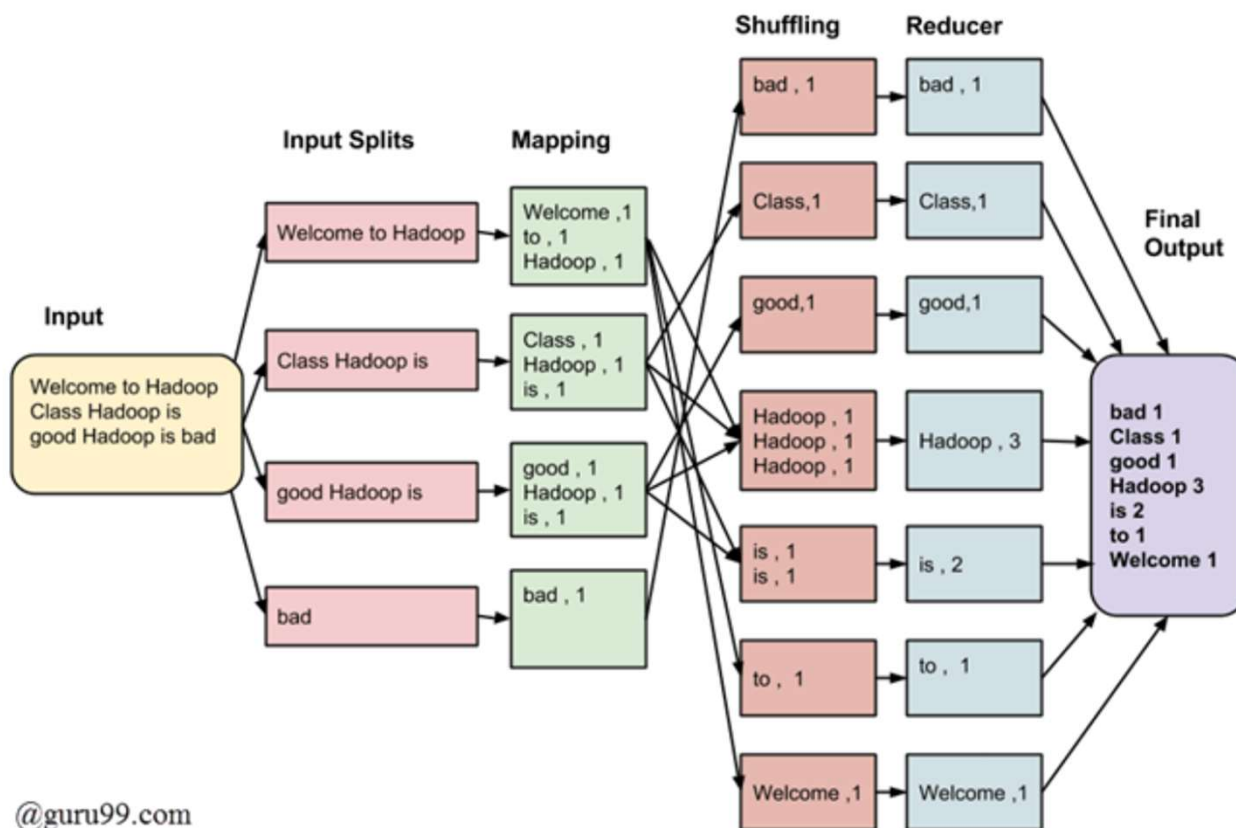 Shuffling
Reducer
Input Splits
Mapping
Final
Output
Input
Welcome to Hadoop
Class Hadoop is
good Hadoop is bad
Welcome to Hadoop
Class Hadoop is
good Hadoop is
bad
Welcome ,1
to , 1
Hadoop , 1
Class , 1
Hadoop , 1
is , 1
good , 1
Hadoop , 1
is , 1
bad , 1
bad , 1
Class,1
good,1
Hadoop , 1
Hadoop , 1
Hadoop , 1
is , 1
is , 1
to , 1
Welcome ,1
bad , 1
Class,1
good,1
Hadoop , 3
is , 2
to , 1
Welcome ,1
bad 1
Class 1
good 1
Hadoop 3
is 2
to 1
Welcome 1
@guru99.com